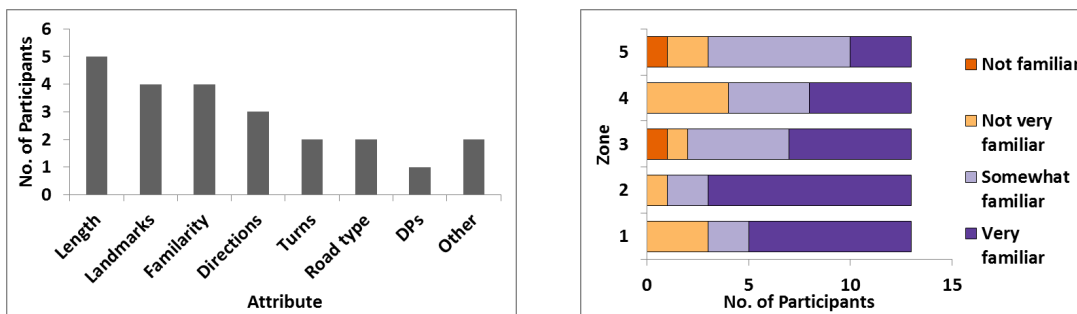 No. of Participants
6
5
4
3
2
1
0
Length
Landmarks
Familarity
Directions
Turns
Road type
DPs
Other
Attribute
Zone
5
4
3
2
1
0
5
10
15
No. of Participants
Not familiar
Not very
familiar
Somewhat
familiar
Very
familiar